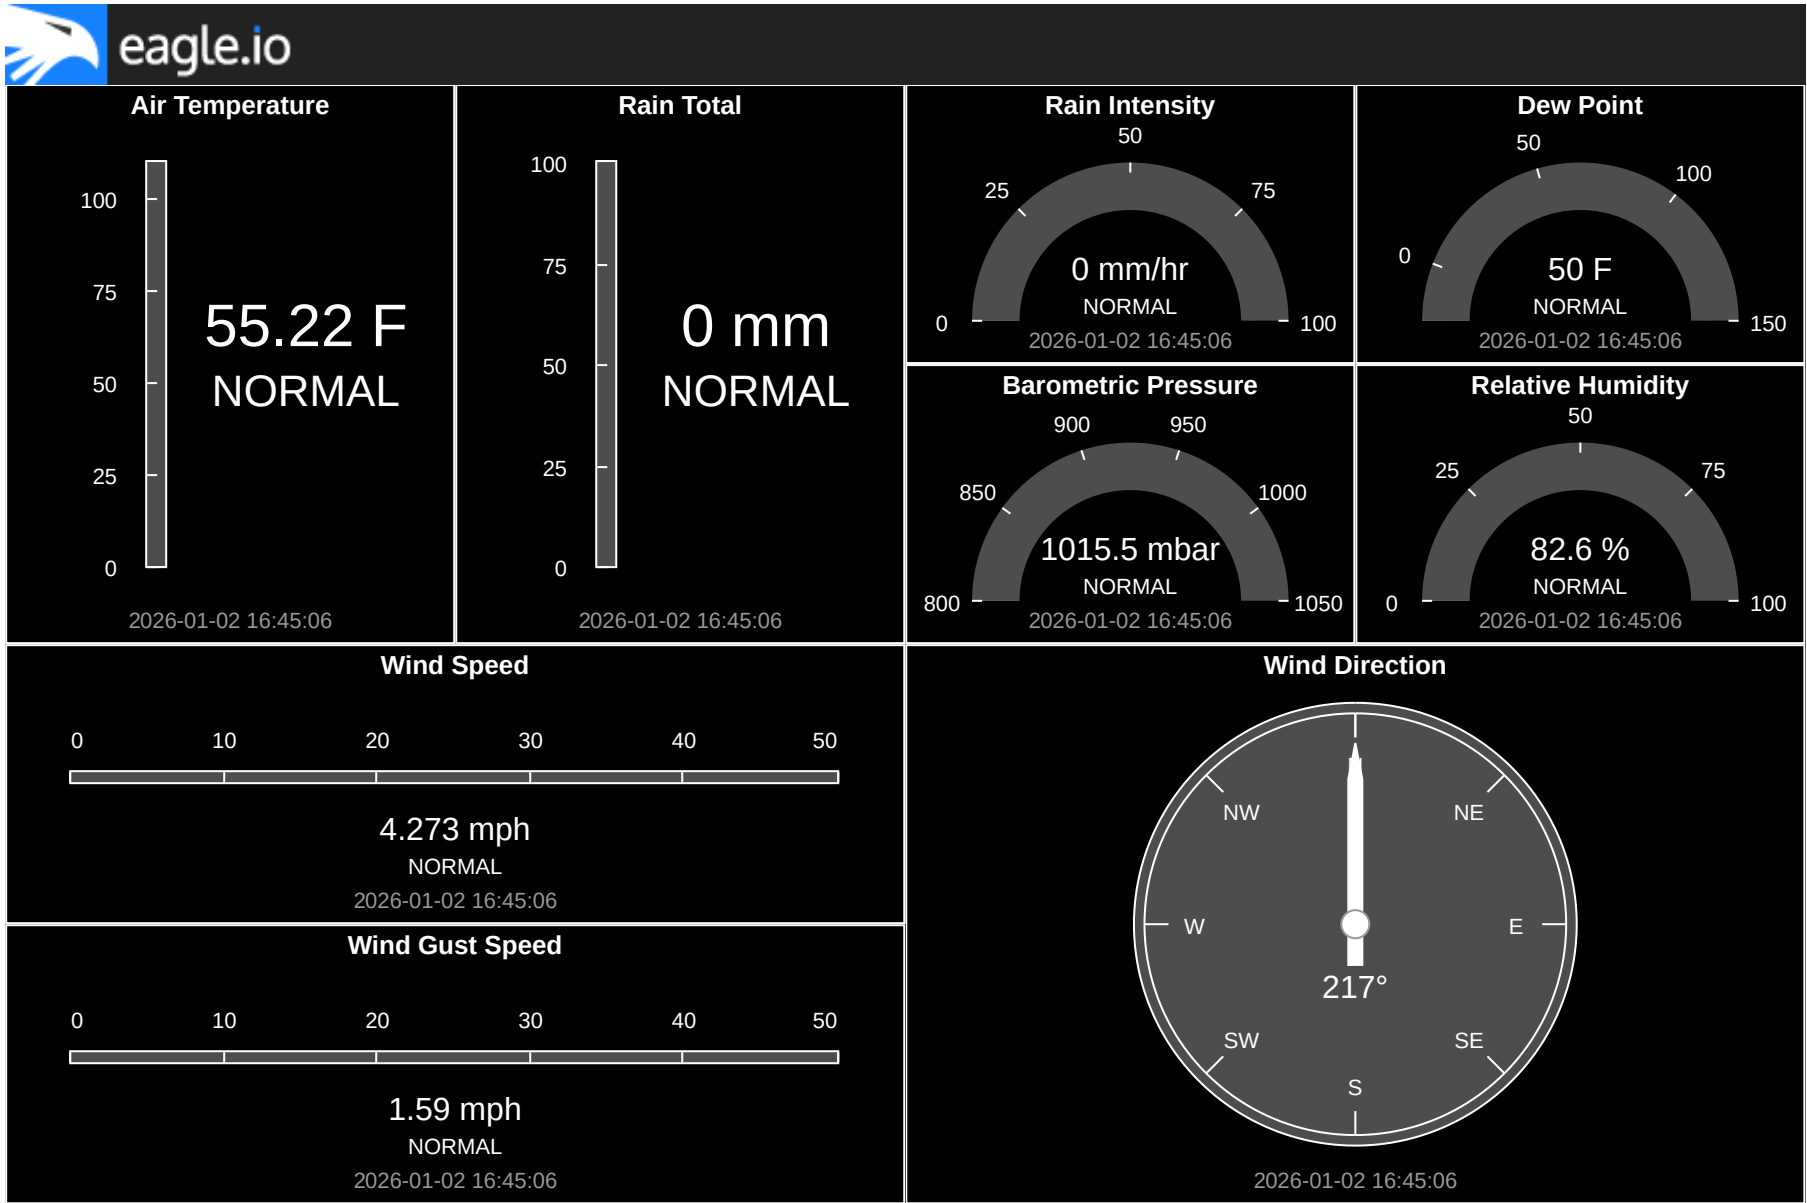 eagle.io
Air Temperature
100
75
50
25
0
55.22 F
NORMAL
2026-01-02 16:45:06
Rain Total
100
75
50
25
0
0 mm
NORMAL
2026-01-02 16:45:06
Rain Intensity
0
25
50
75
100
0 mm/hr
NORMAL
2026-01-02 16:45:06
Dew Point
0
50
100
150
50 F
NORMAL
2026-01-02 16:45:06
Barometric Pressure
800
850
900
950
1000
1050
1015.5 mbar
NORMAL
2026-01-02 16:45:06
Relative Humidity
0
25
50
75
100
82.6 %
NORMAL
2026-01-02 16:45:06
Wind Speed
0 10 20 30 40 50
4.273 mph
NORMAL
2026-01-02 16:45:06
Wind Gust Speed
0 10 20 30 40 50
1.59 mph
NORMAL
2026-01-02 16:45:06
Wind Direction
NW NE
W E
217°
SW SE
S
2026-01-02 16:45:06